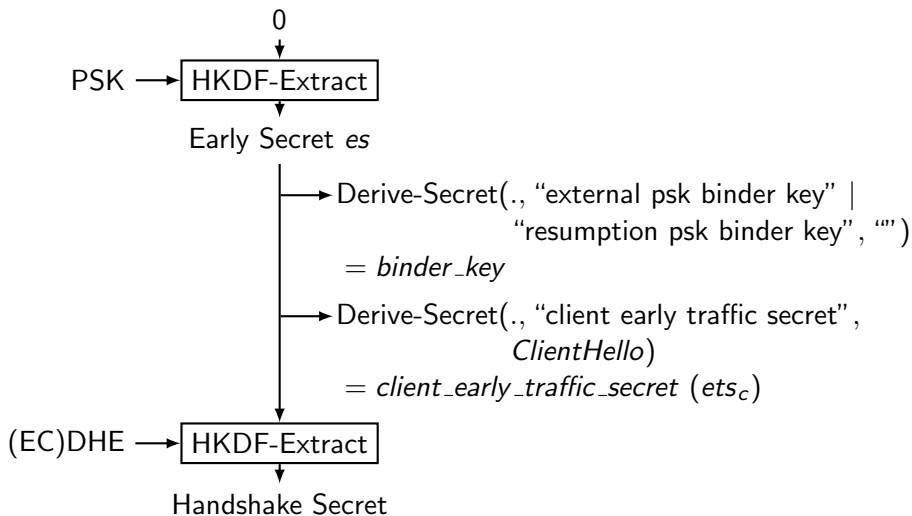 0
PSK
HKDF-Extract
Early Secret es
Derive-Secret(., “external psk binder key” |
“resumption psk binder key”, “”)
= binder_key
Derive-Secret(., “client early traffic secret”,
ClientHello)
= client_early_traffic_secret (etsc)
(EC)DHE
HKDF-Extract
Handshake Secret